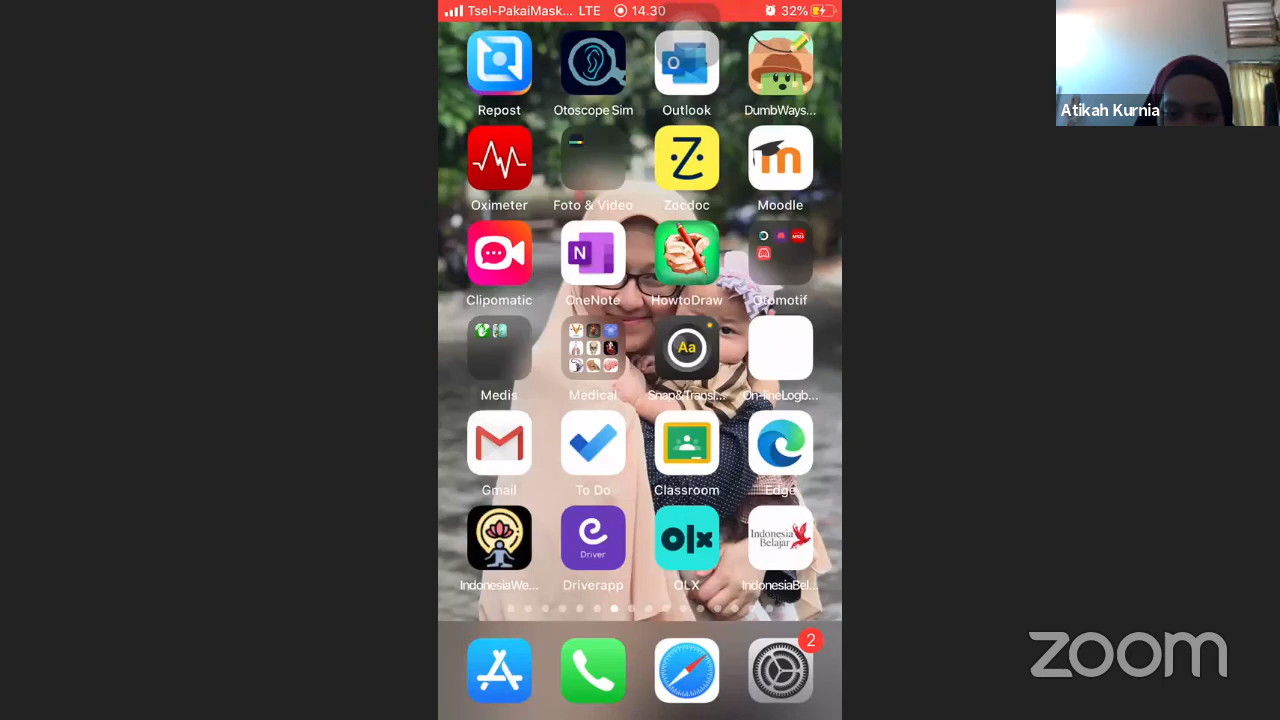 Tsel-PakaiMask... LTE 14.30 32%
Repost Otoscope Sim Outlook DumbWays...
Oximeter Foto & Video Zocdoc Moodle
Clipomatic OneNote HowtoDraw Otomotif
Aa
Medis Medical Snap&Transl... On-lineLogb...
Gmail To Do Classroom Edge
Driver
OLX
Indonesia Belajar
IndonesiaWe... Driverapp OLX IndonesiaBel...
2
Atikah Kurnia
zoom